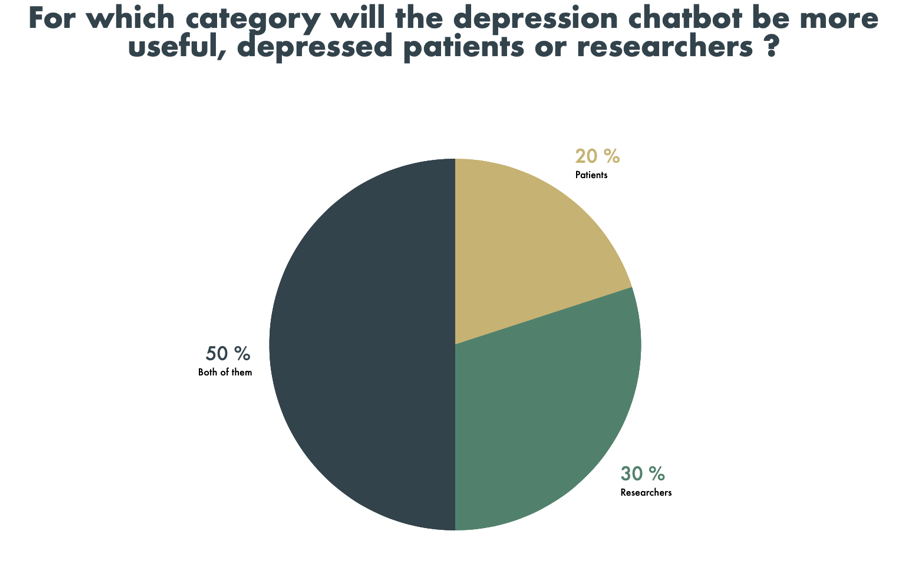 For which category will the depression chatbot be more
useful, depressed patients or researchers ?
20 %
Patients
50 %
Both of them
30 %
Researchers